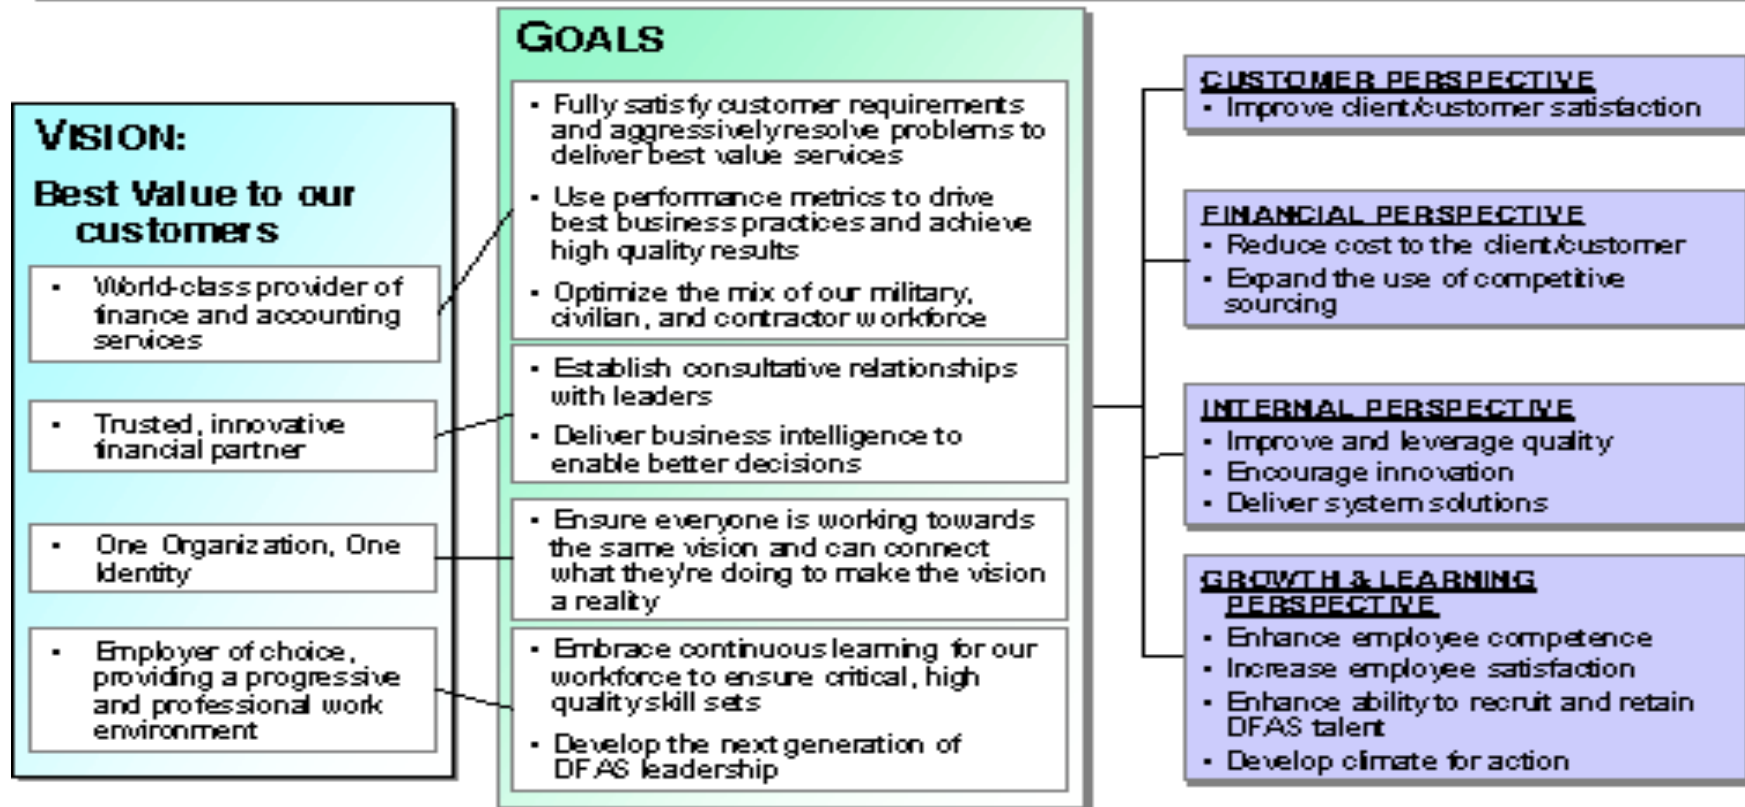 VISION:
Best Value to our
customers
• World-class provider of
finance and accounting
services
• Trusted, innovative
financial partner
• One Organization, One
Identity
• Employer of choice,
providing a progressive
and professional work
environment
GOALS
• Fully satisfy customer requirements
and aggressively resolve problems to
deliver best value services
• Use performance metrics to drive
best business practices and achieve
high quality results
• Optimize the mix of our military,
civilian, and contractor workforce
• Establish consultative relationships
with leaders
• Deliver business intelligence to
enable better decisions
• Ensure everyone is working towards
the same vision and can connect
what they're doing to make the vision
a reality
• Embrace continuous learning for our
workforce to ensure critical, high
quality skill sets
• Develop the next generation of
DFAS leadership
CUSTOMER PERSPECTIVE
• Improve client/customer satisfaction
FINANCIAL PERSPECTIVE
• Reduce cost to the client/customer
• Expand the use of competitive
sourcing
INTERNAL PERSPECTIVE
• Improve and leverage quality
• Encourage innovation
• Deliver system solutions
GROWTH & LEARNING
PERSPECTIVE
• Enhance employee competence
• Increase employee satisfaction
• Enhance ability to recruit and retain
DFAS talent
• Develop climate for action